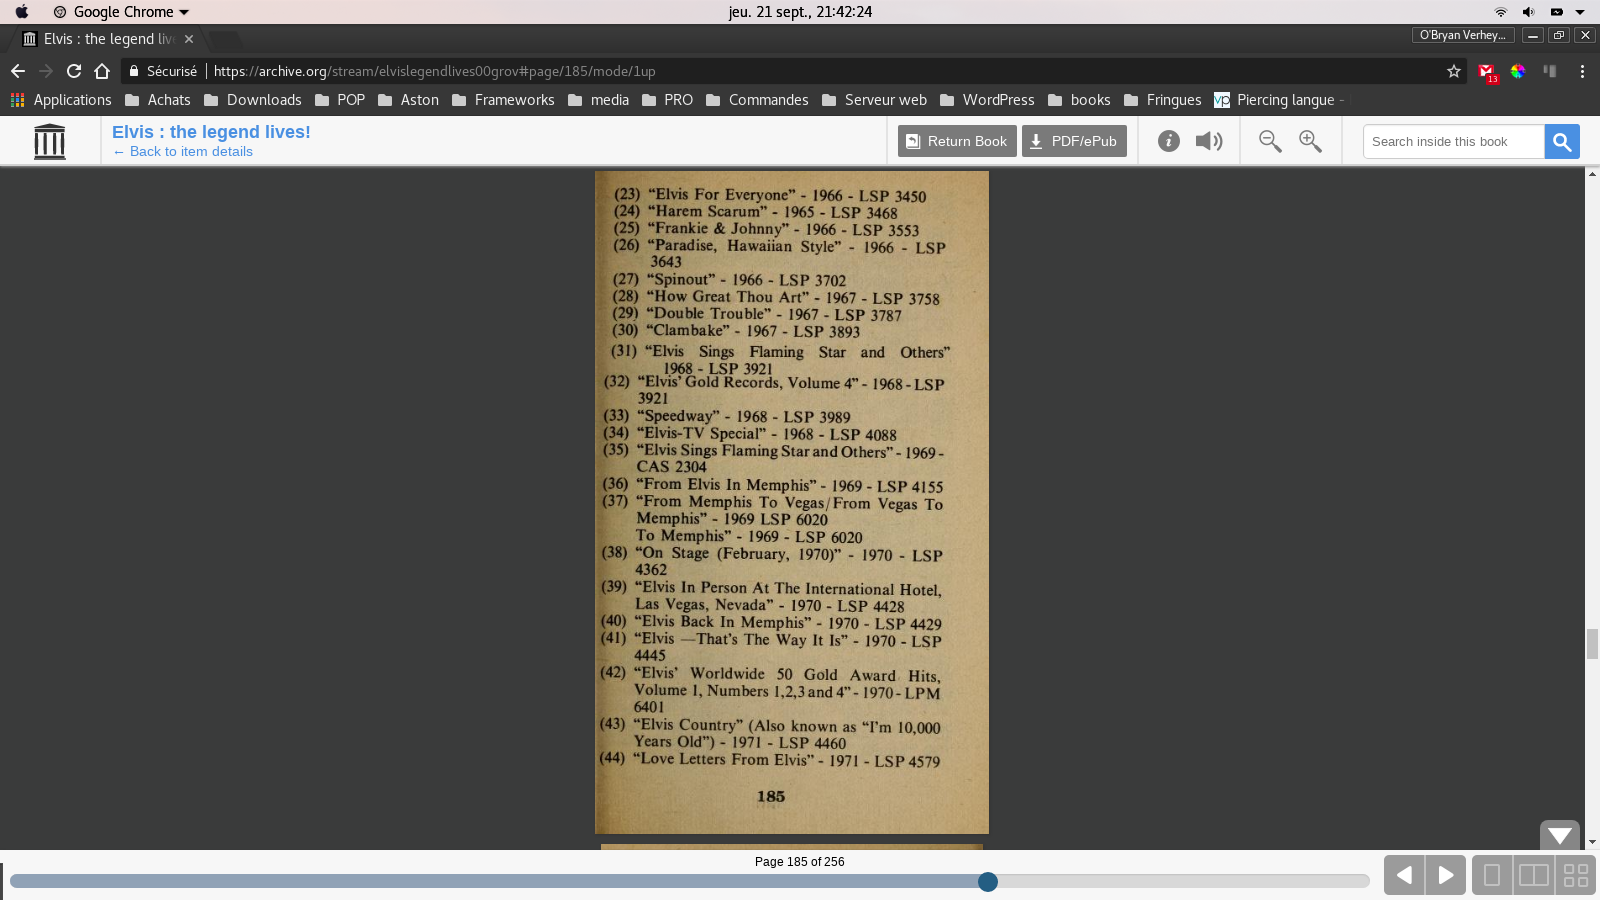 Google Chrome
jeu. 21 sept., 21:42:24
Elvis : the legend live
O'Bryan Verhey...
Sécurisé
https://archive.org/stream/elvislegendlives00grov#page/185/mode/1up
13
Applications Achats Downloads POP Aston Frameworks media PRO Commandes Serveur web WordPress books Fringues vp Piercing langue -
Elvis : the legend lives!
← Back to item details
Return Book
PDF/ePub
Search inside this book
(23) “Elvis For Everyone” - 1966 - LSP 3450
(24) “Harem Scarum” - 1965 - LSP 3468
(25) “Frankie & Johnny” - 1966 - LSP 3553
(26) “Paradise, Hawaiian Style” - 1966 - LSP
3643
(27) “Spinout” - 1966 - LSP 3702
(28) “How Great Thou Art” - 1967 - LSP 3758
(29) “Double Trouble” - 1967 - LSP 3787
(30) “Clambake” - 1967 - LSP 3893
(31) “Elvis Sings Flaming Star and Others”
1968 - LSP 3921
(32) “Elvis’ Gold Records, Volume 4” - 1968 - LSP
3921
(33) “Speedway” - 1968 - LSP 3989
(34) “Elvis-TV Special” - 1968 - LSP 4088
(35) “Elvis Sings Flaming Star and Others” - 1969 -
CAS 2304
(36) “From Elvis In Memphis” - 1969 - LSP 4155
(37) “From Memphis To Vegas/From Vegas To
Memphis” - 1969 LSP 6020
To Memphis” - 1969 - LSP 6020
(38) “On Stage (February, 1970)” - 1970 - LSP
4362
(39) “Elvis In Person At The International Hotel,
Las Vegas, Nevada” - 1970 - LSP 4428
(40) “Elvis Back In Memphis” - 1970 - LSP 4429
(41) “Elvis —That’s The Way It Is” - 1970 - LSP
4445
(42) “Elvis’ Worldwide 50 Gold Award Hits,
Volume 1, Numbers 1,2,3 and 4” - 1970 - LPM
6401
(43) “Elvis Country” (Also known as “I’m 10,000
Years Old”) - 1971 - LSP 4460
(44) “Love Letters From Elvis” - 1971 - LSP 4579
185
Page 185 of 256